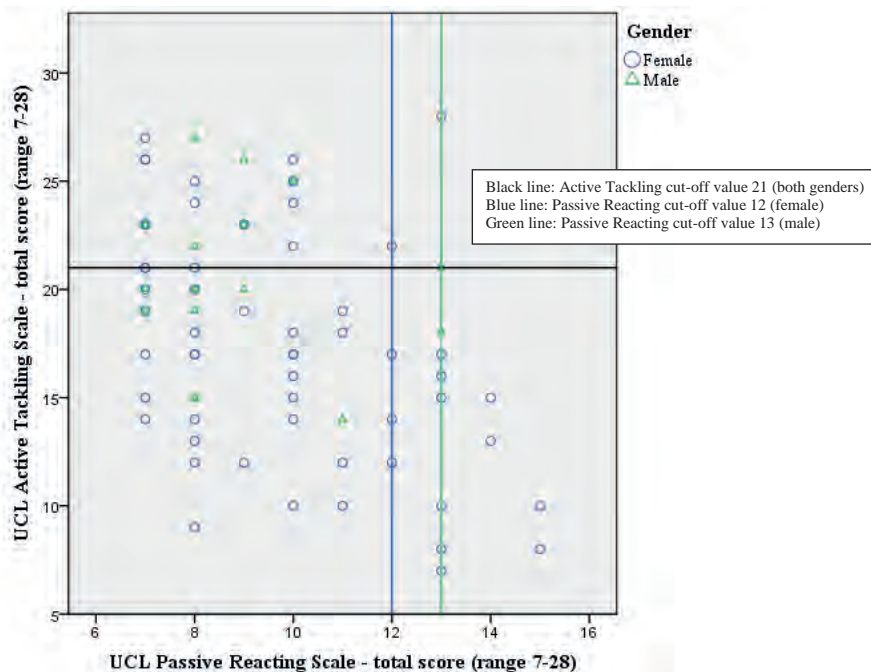 Gender
Female
Male
Black line: Active Tackling cut-off value 21 (both genders)
Blue line: Passive Reacting cut-off value 12 (female)
Green line: Passive Reacting cut-off value 13 (male)
UCL Active Tackling Scale - total score (range 7-28)
30
25
20
15
10
5
6 8 10 12 14 16
UCL Passive Reacting Scale - total score (range 7-28)